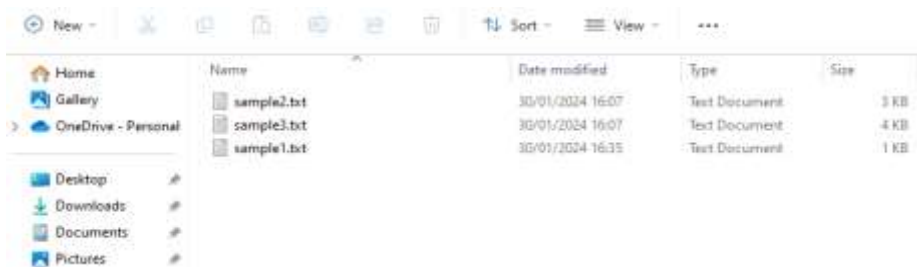 New Sort View
Home
Gallery
OneDrive - Personal
Desktop
Downloads
Documents
Pictures
Name Date modified Type Size
sample2.txt 30/01/2024 16:07 Text Document 3 KB
sample3.txt 30/01/2024 16:07 Text Document 4 KB
sample1.txt 30/01/2024 16:35 Text Document 1 KB